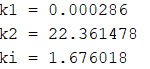 k1 = 0.000286
k2 = 22.361478
ki = 1.676018